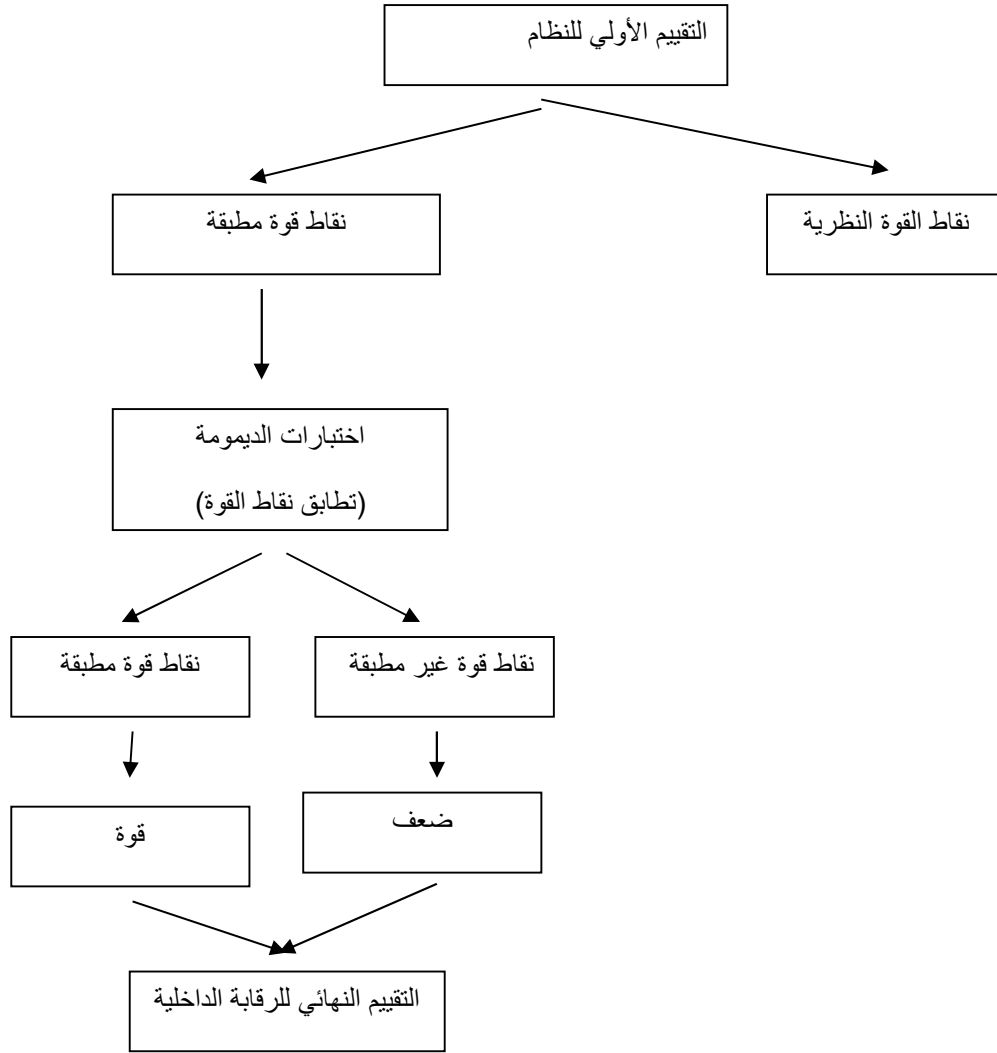 التقييم الأولي للنظام
نقاط القوة النظرية
نقاط قوة مطبقة
اختبارات الديمومة
(تطابق نقاط القوة)
نقاط قوة غير مطبقة
نقاط قوة مطبقة
ضعف
قوة
التقييم النهائي للرقابة الداخلية